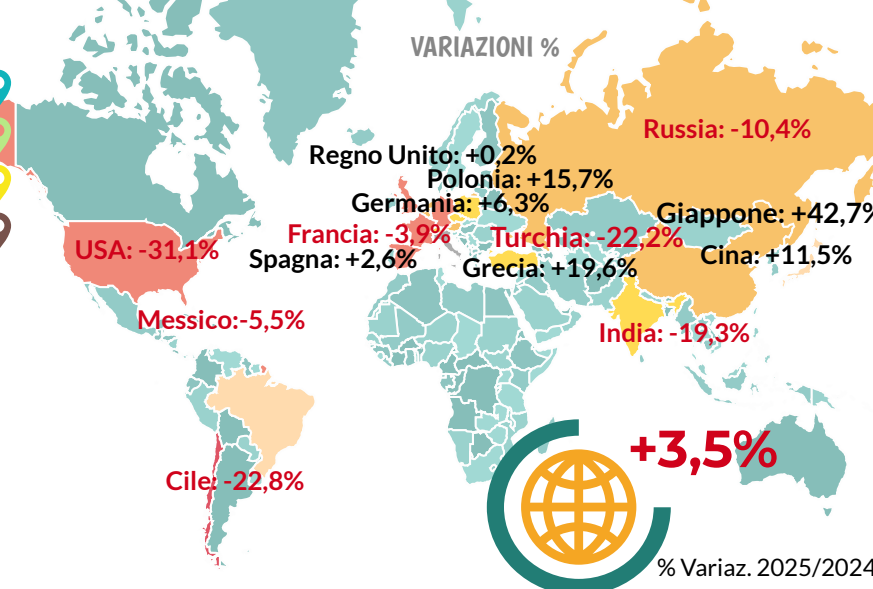 VARIAZIONI %
Russia: -10,4%
Regno Unito: +0,2%
Polonia: +15,7%
Germania: +6,3%
Giappone: +42,7%
Francia: -3,9%
Turchia: -22,2%
USA: -31,1%
Spagna: +2,6%
Cina: +11,5%
Grecia: +19,6%
Messico:-5,5%
India: -19,3%
+3,5%
Cile: -22,8%
% Variaz. 2025/2024